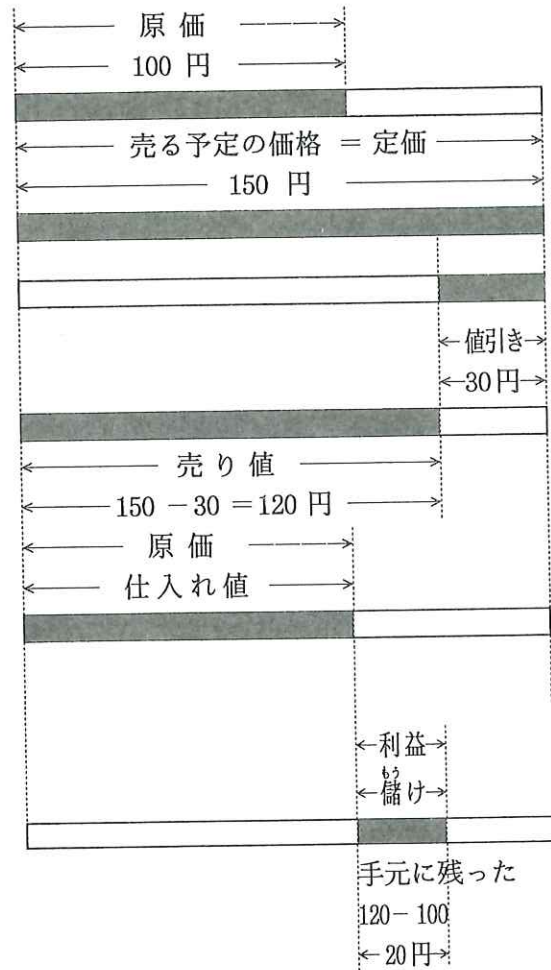 原価
100 円
売る予定の価格 = 定価
150 円
値引き
30円
売り値
150 − 30 = 120 円
原価
仕入れ値
利益
もう
儲け
手元に残った
120 − 100
20円